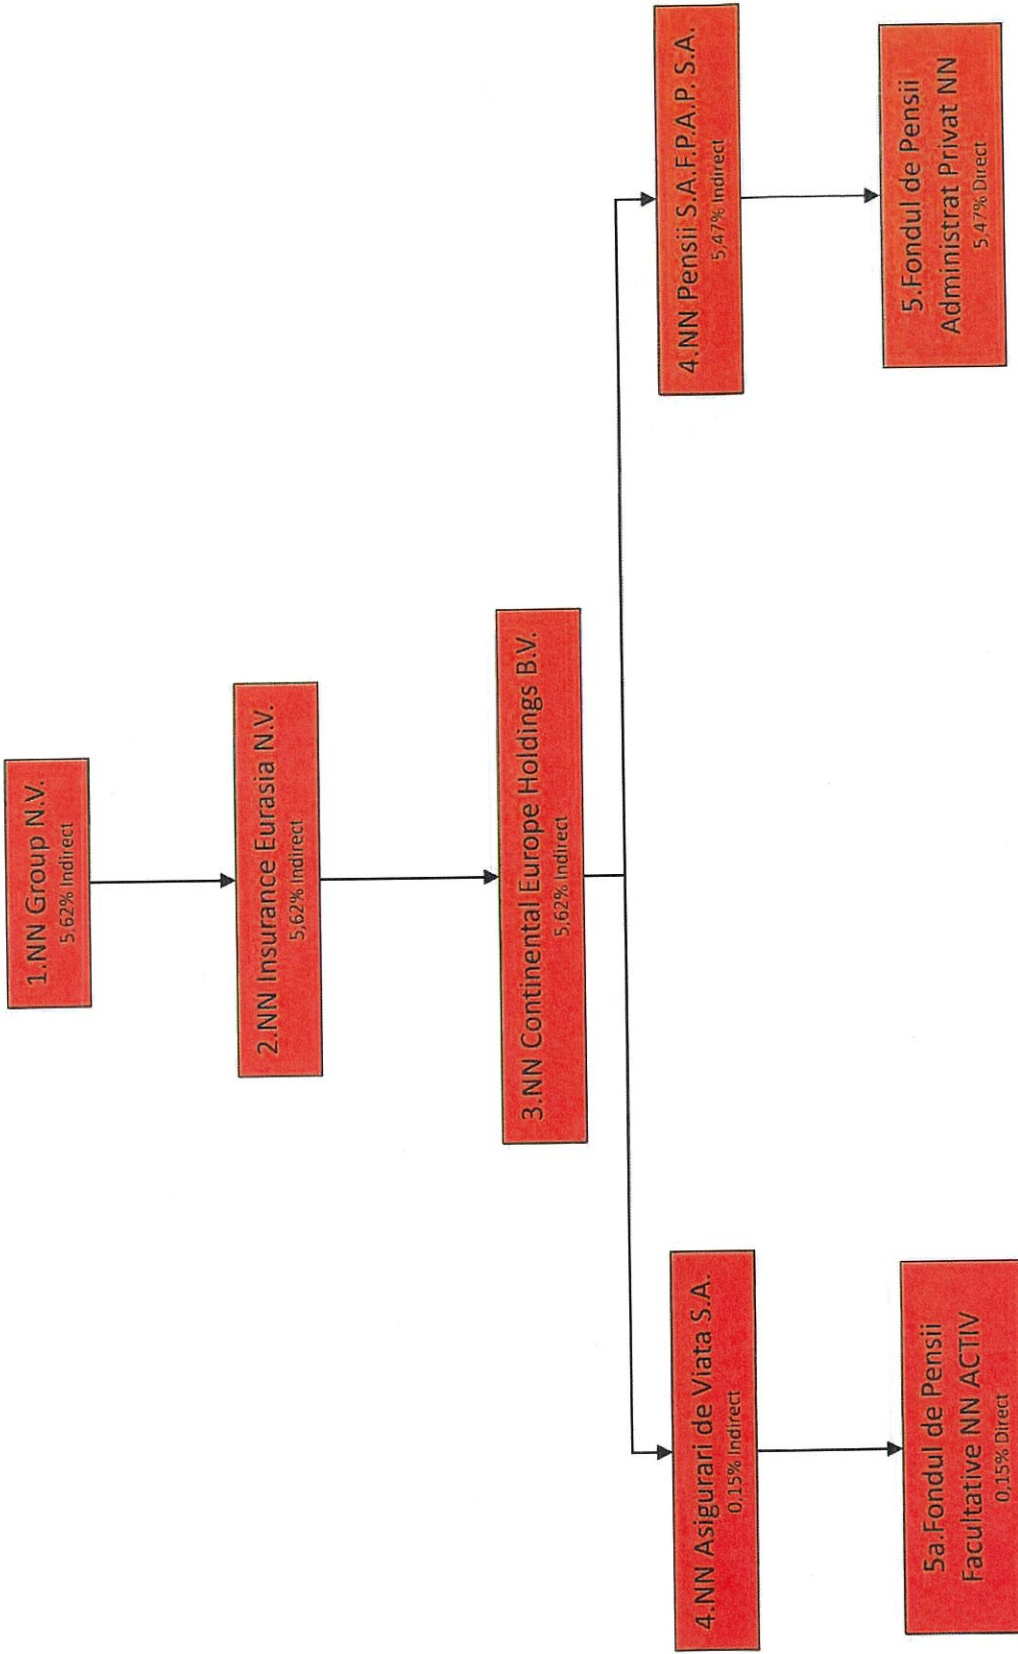 1.NN Group N.V.
5,62% Indirect
2.NN Insurance Eurasia N.V.
5,62% Indirect
3.NN Continental Europe Holdings B.V.
5,62% Indirect
4.NN Asigurari de Viata S.A.
0,15% Indirect
4.NN Pensii S.A.F.P.A.P. S.A.
5,47% Indirect
5a.Fondul de Pensii
Facultative NN ACTIV
0,15% Direct
5.Fondul de Pensii
Administrat Privat NN
5,47% Direct